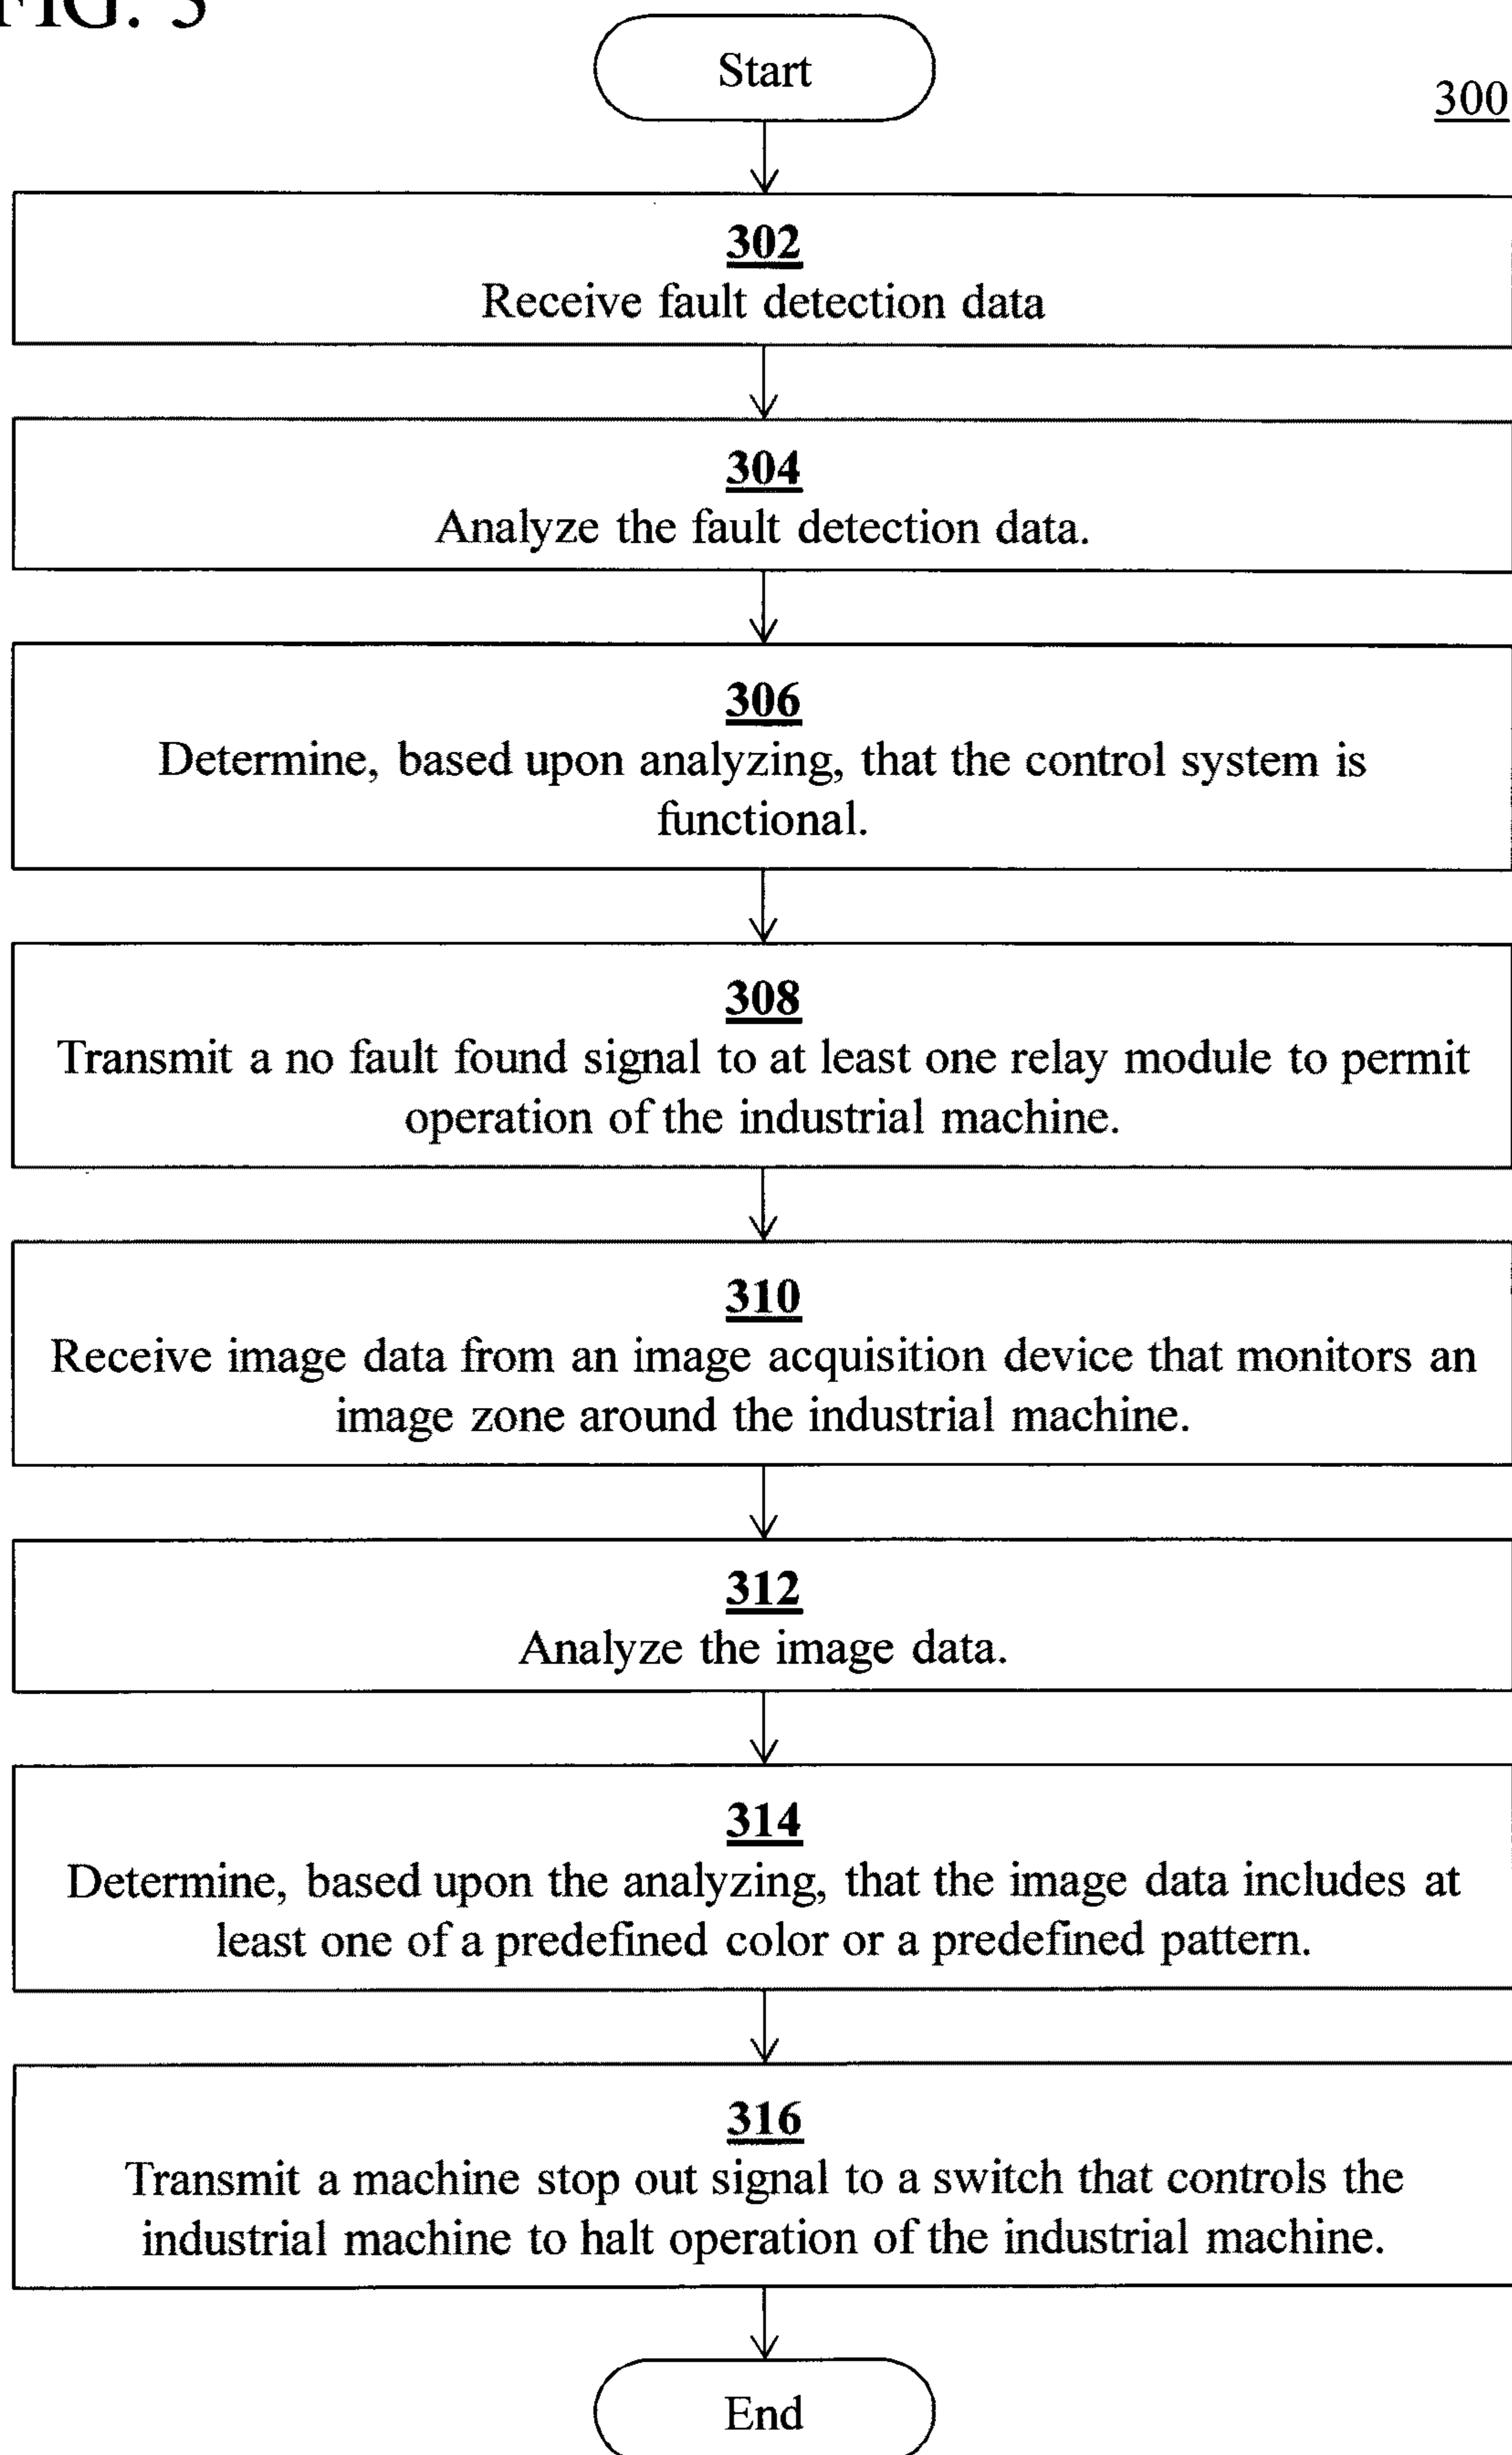 FIG. 3
Start
300
302
Receive fault detection data
304
Analyze the fault detection data.
306
Determine, based upon analyzing, that the control system is
functional.
308
Transmit a no fault found signal to at least one relay module to permit
operation of the industrial machine.
310
Receive image data from an image acquisition device that monitors an
image zone around the industrial machine.
312
Analyze the image data.
314
Determine, based upon the analyzing, that the image data includes at
least one of a predefined color or a predefined pattern.
316
Transmit a machine stop out signal to a switch that controls the
industrial machine to halt operation of the industrial machine.
End